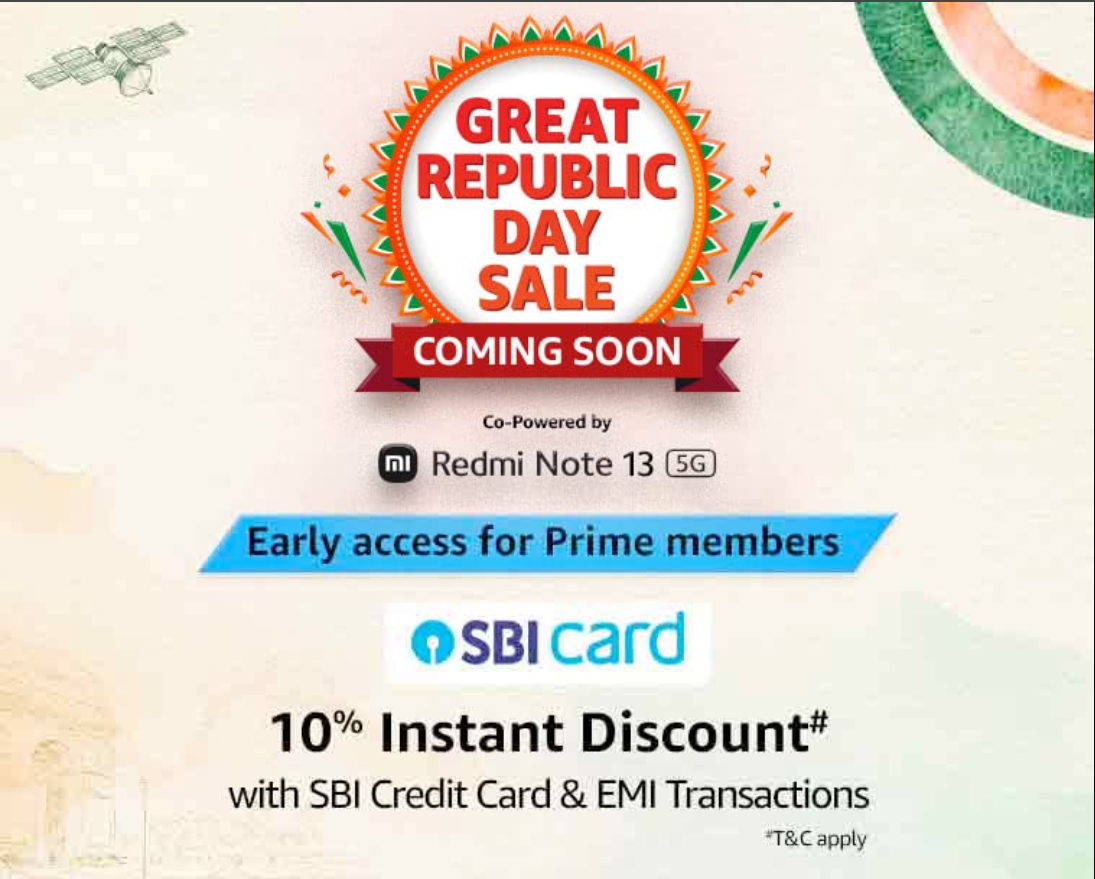 GREAT
REPUBLIC
DAY
SALE
COMING SOON
Co-Powered by
mi Redmi Note 13 5G
Early access for Prime members
SBI card
10% Instant Discount#
with SBI Credit Card & EMI Transactions
#T&C apply